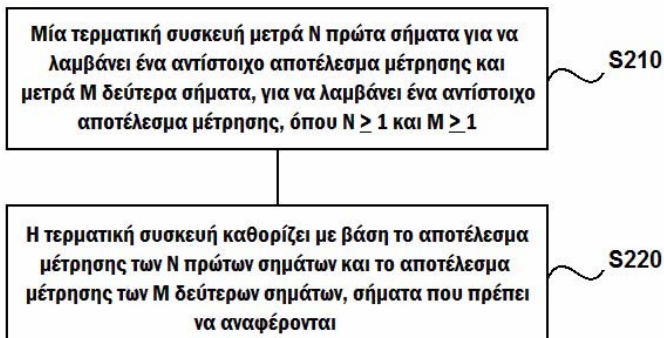 Μία τερματική συσκευή μετρά Ν πρώτα σήματα για να
λαμβάνει ένα αντίστοιχο αποτέλεσμα μέτρησης και
μετρά Μ δεύτερα σήματα, για να λαμβάνει ένα αντίστοιχο
αποτέλεσμα μέτρησης, όπου Ν ≥ 1 και Μ ≥ 1
S210
Η τερματική συσκευή καθορίζει με βάση το αποτέλεσμα
μέτρησης των Ν πρώτων σημάτων και το αποτέλεσμα
μέτρησης των Μ δεύτερων σημάτων, σήματα που πρέπει
να αναφέρονται
S220